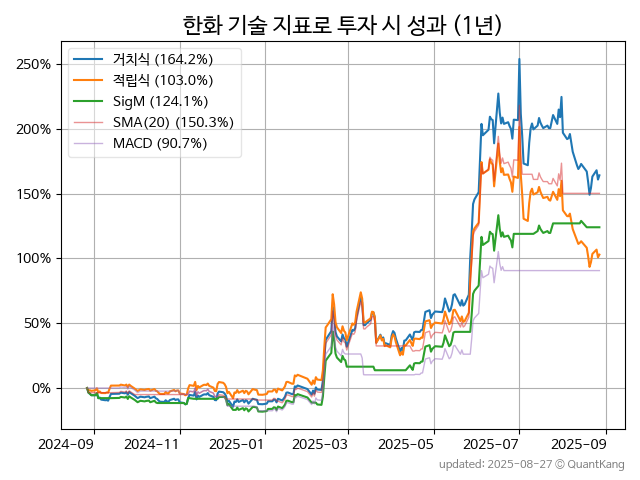 한화 기술 지표로 투자 시 성과 (1년)
거치식 (164.2%)
적립식 (103.0%)
SigM (124.1%)
SMA(20) (150.3%)
MACD (90.7%)
250%
200%
150%
100%
50%
0%
2024-09 2024-11 2025-01 2025-03 2025-05 2025-07 2025-09
updated: 2025-08-27 © QuantKang